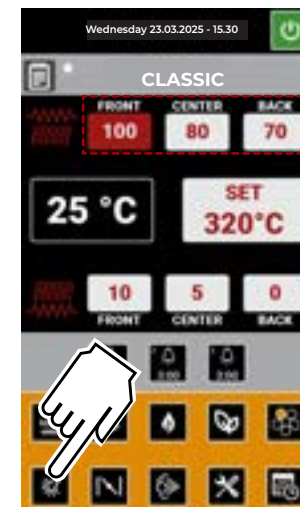 Wednesday 23.03.2025 - 15.30
CLASSIC
FRONT CENTER BACK
100 80 70
25 °C
SET
320°C
10 5 0
FRONT CENTER BACK